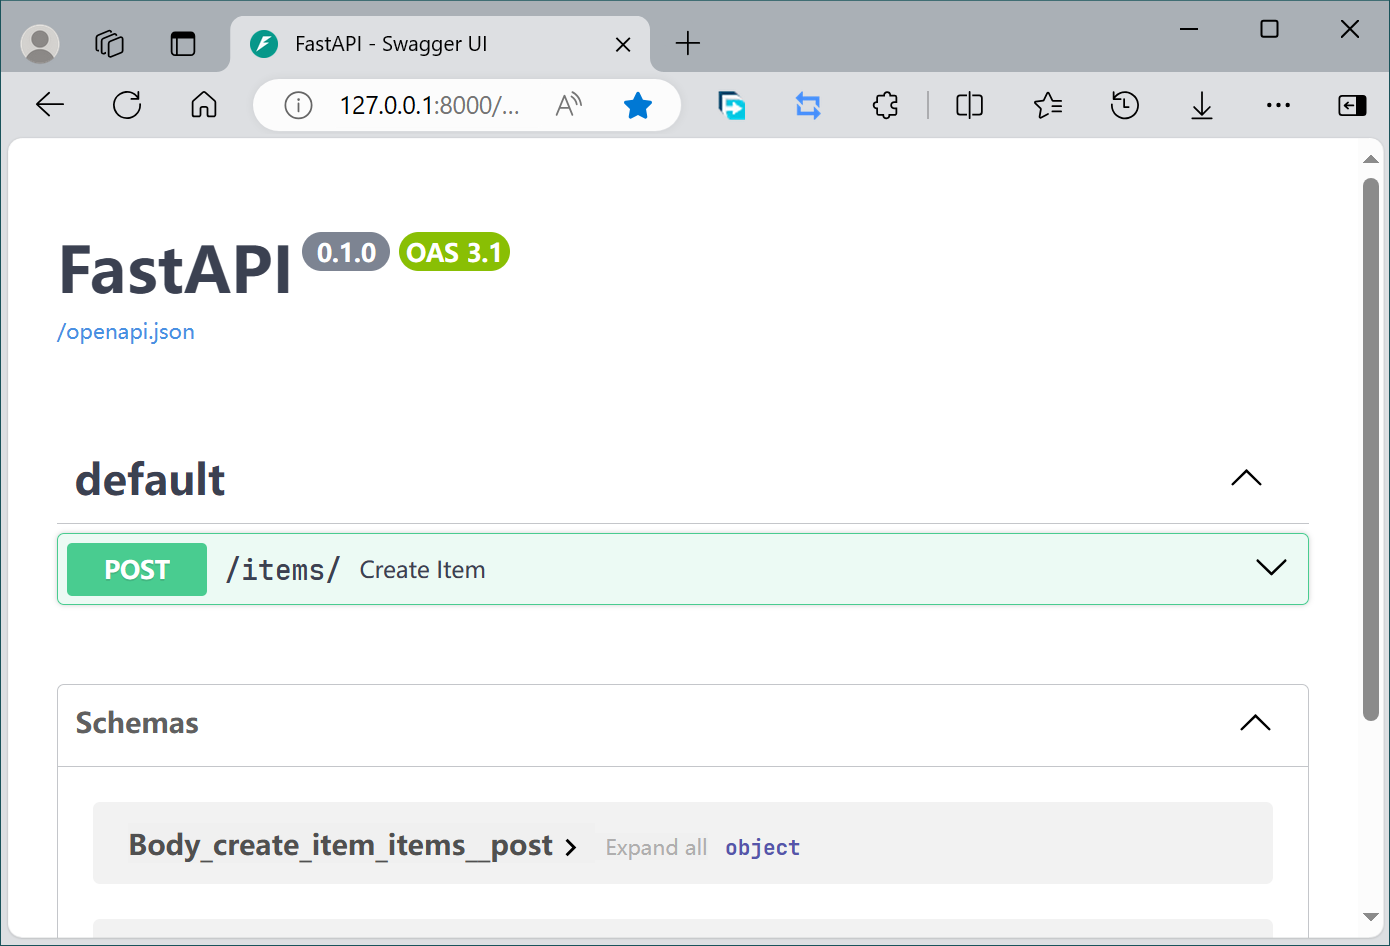 FastAPI - Swagger UI
127.0.0.1:8000/...
FastAPI 0.1.0 OAS 3.1
/openapi.json
default
POST /items/ Create Item
Schemas
Body_create_item_items__post Expand all object